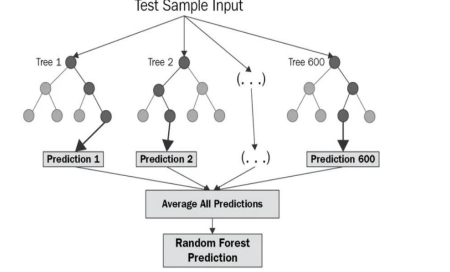 Test Sample Input
Tree 1
Tree 2
(. . .)
Tree 600
Prediction 1
Prediction 2
(. . .)
Prediction 600
Average All Predictions
Random Forest
Prediction